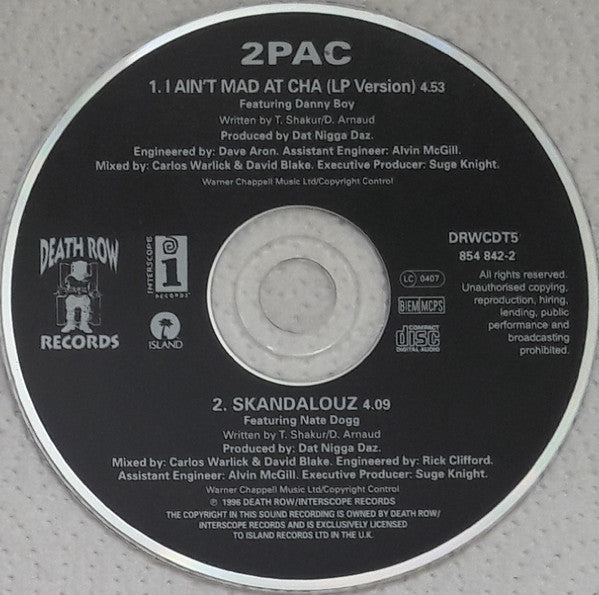 2PAC
1. I AIN'T MAD AT CHA (LP Version) 4.53
Featuring Danny Boy
Written by T. Shakur/D. Arnaud
Produced by Dat Nigga Daz.
Engineered by: Dave Aron. Assistant Engineer: Alvin McGill.
Mixed by: Carlos Warlick & David Blake. Executive Producer: Suge Knight.
Warner Chappell Music Ltd/Copyright Control
DEATH ROW
RECORDS
INTERSCOPE
RECORDS
ISLAND
DRWCDT5
854 842-2
LC 0407
BIEM MCPS
COMPACT
disc
DIGITAL AUDIO
All rights reserved.
Unauthorised copying,
reproduction, hiring,
lending, public
performance and
broadcasting
prohibited.
2. SKANDALOUZ 4.09
Featuring Nate Dogg
Written by: T. Shakur/D. Arnaud
Produced by: Dat Nigga Daz.
Mixed by: Carlos Warlick & David Blake. Engineered by: Rick Clifford.
Assistant Engineer: Alvin McGill. Executive Producer: Suge Knight.
Warner Chappell Music Ltd/Copyright Control
℗ 1996 DEATH ROW/INTERSCOPE RECORDS
THE COPYRIGHT IN THIS SOUND RECORDING IS OWNED BY DEATH ROW/
INTERSCOPE RECORDS AND IS EXCLUSIVELY LICENSED
TO ISLAND RECORDS LTD IN THE U.K.